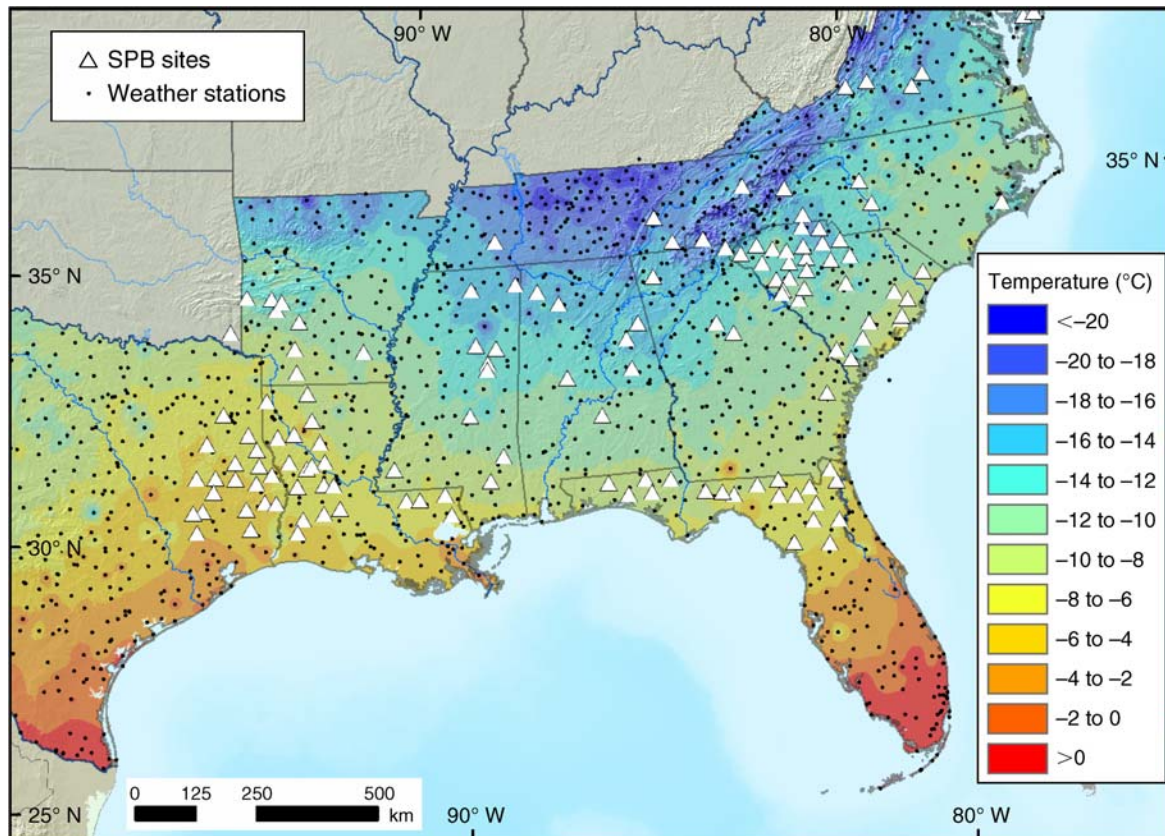 90° W
80° W
SPB sites
Weather stations
35° N
35° N
Temperature (°C)
<–20
–20 to –18
–18 to –16
–16 to –14
–14 to –12
–12 to –10
–10 to –8
–8 to –6
–6 to –4
–4 to –2
–2 to 0
>0
30° N
0 125 250 500
km
25° N
90° W
80° W